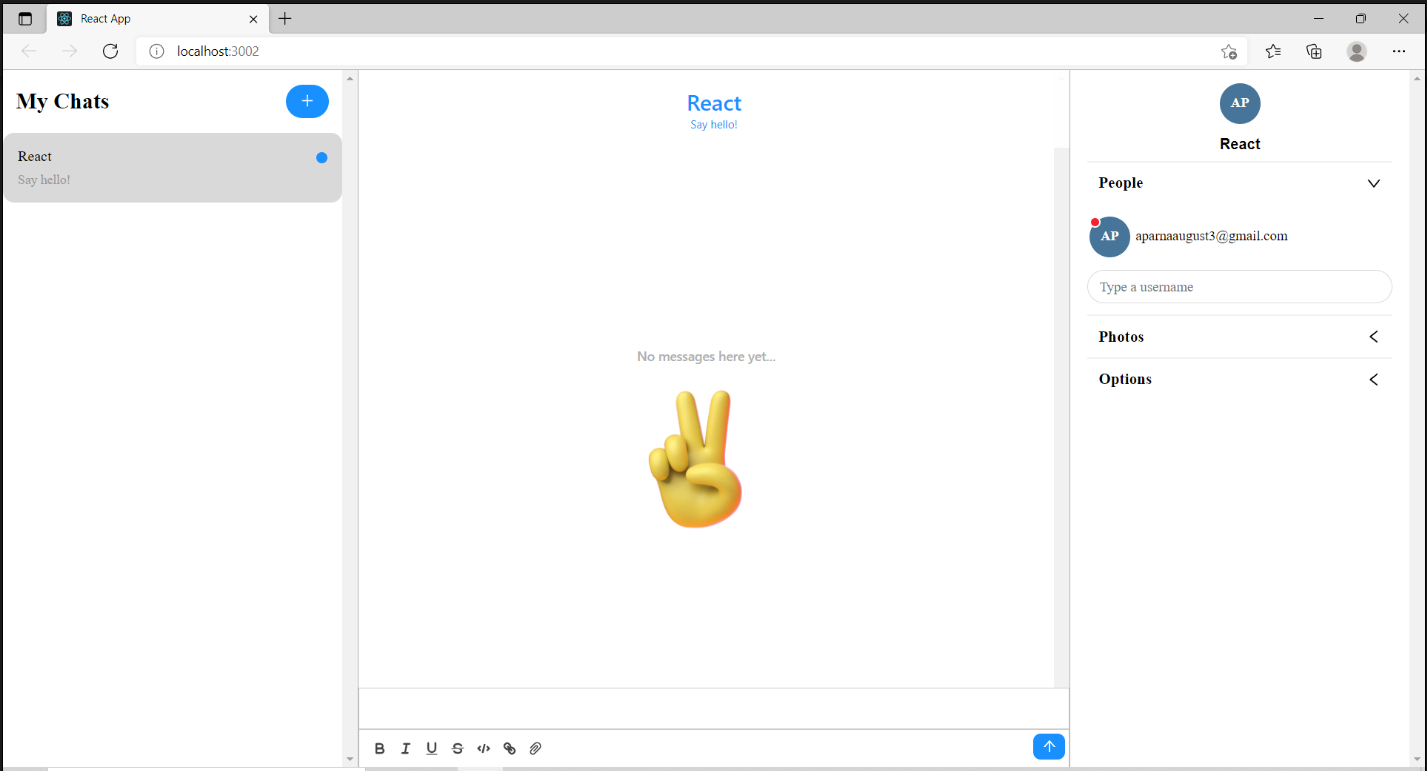 React App
localhost:3002
My Chats
React
Say hello!
React
Say hello!
No messages here yet...
B I U S </>
AP
React
People
AP aparnaaugust3@gmail.com
Type a username
Photos
Options